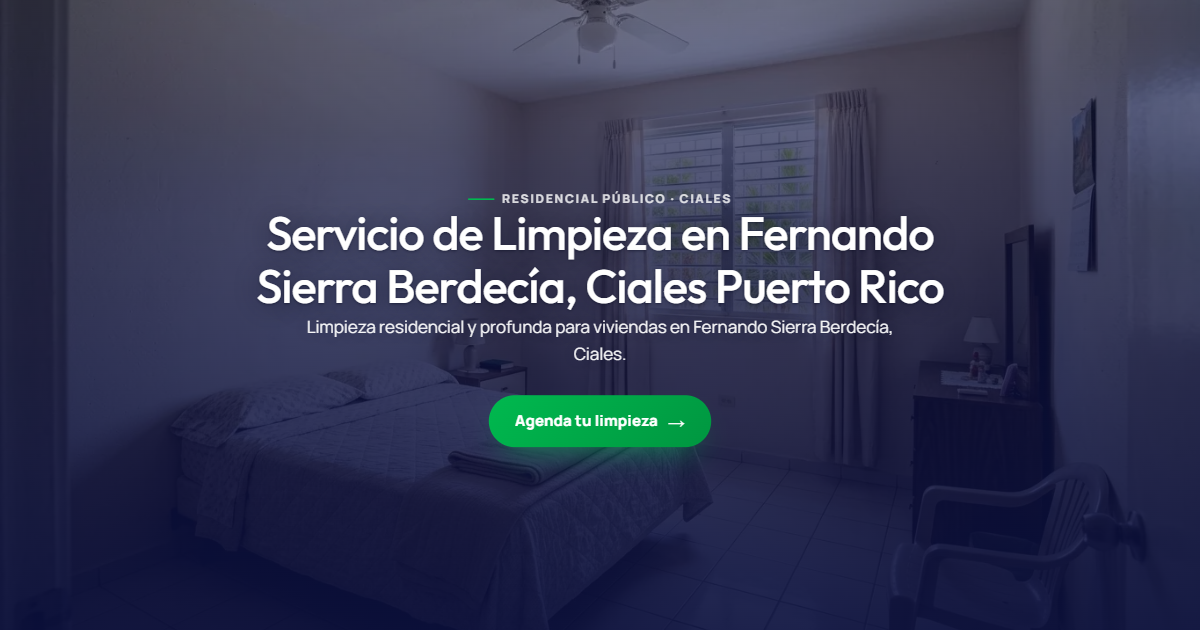 RESIDENCIAL PÚBLICO · CIALES
Servicio de Limpieza en Fernando
Sierra Berdecía, Ciales Puerto Rico
Limpieza residencial y profunda para viviendas en Fernando Sierra Berdecía,
Ciales.
Agenda tu limpieza →